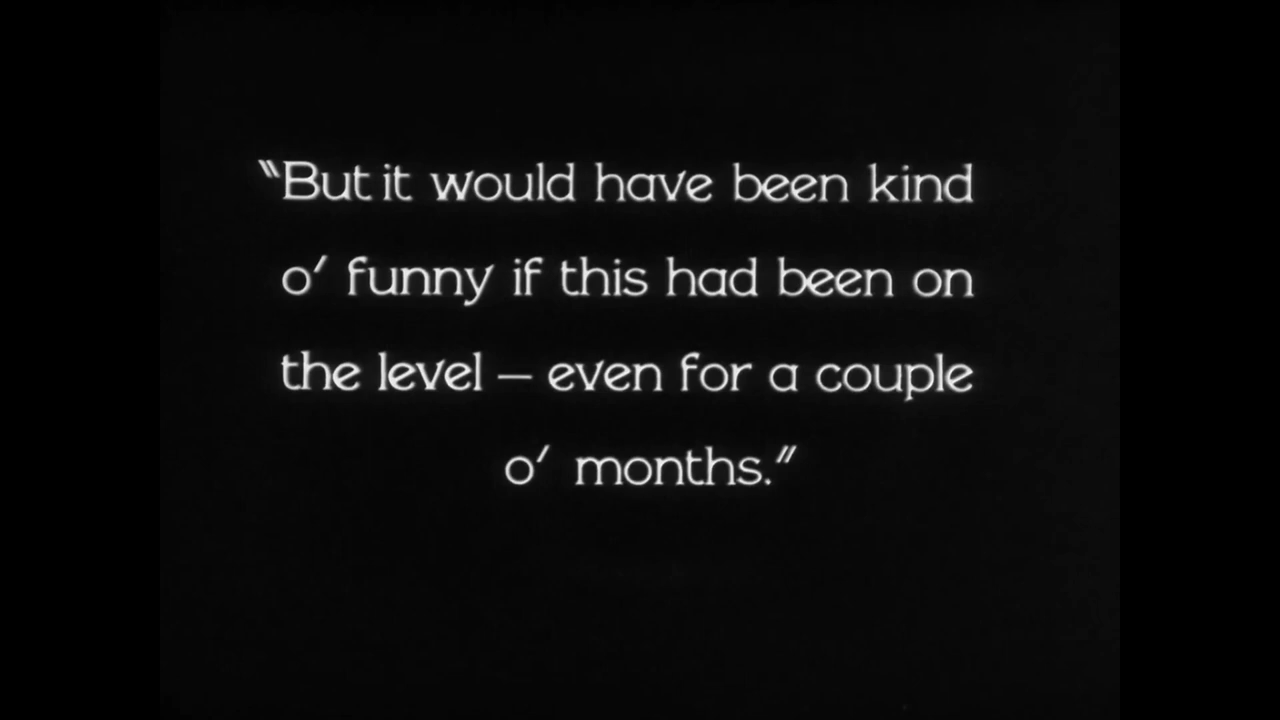 "But it would have been kind
o' funny if this had been on
the level — even for a couple
o' months."